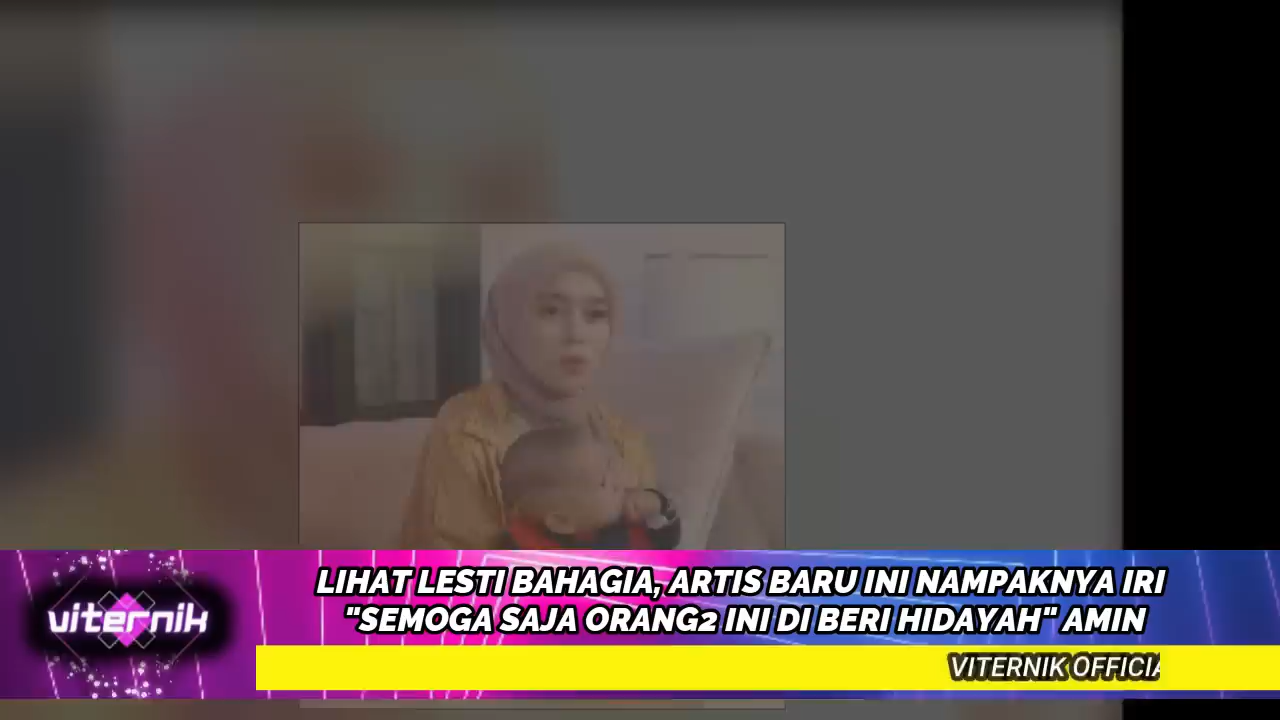 LIHAT LESTI BAHAGIA, ARTIS BARU INI NAMPAKNYA IRI
"SEMOGA SAJA ORANG2 INI DI BERI HIDAYAH" AMIN
viternik
VITERNIK OFFICIA